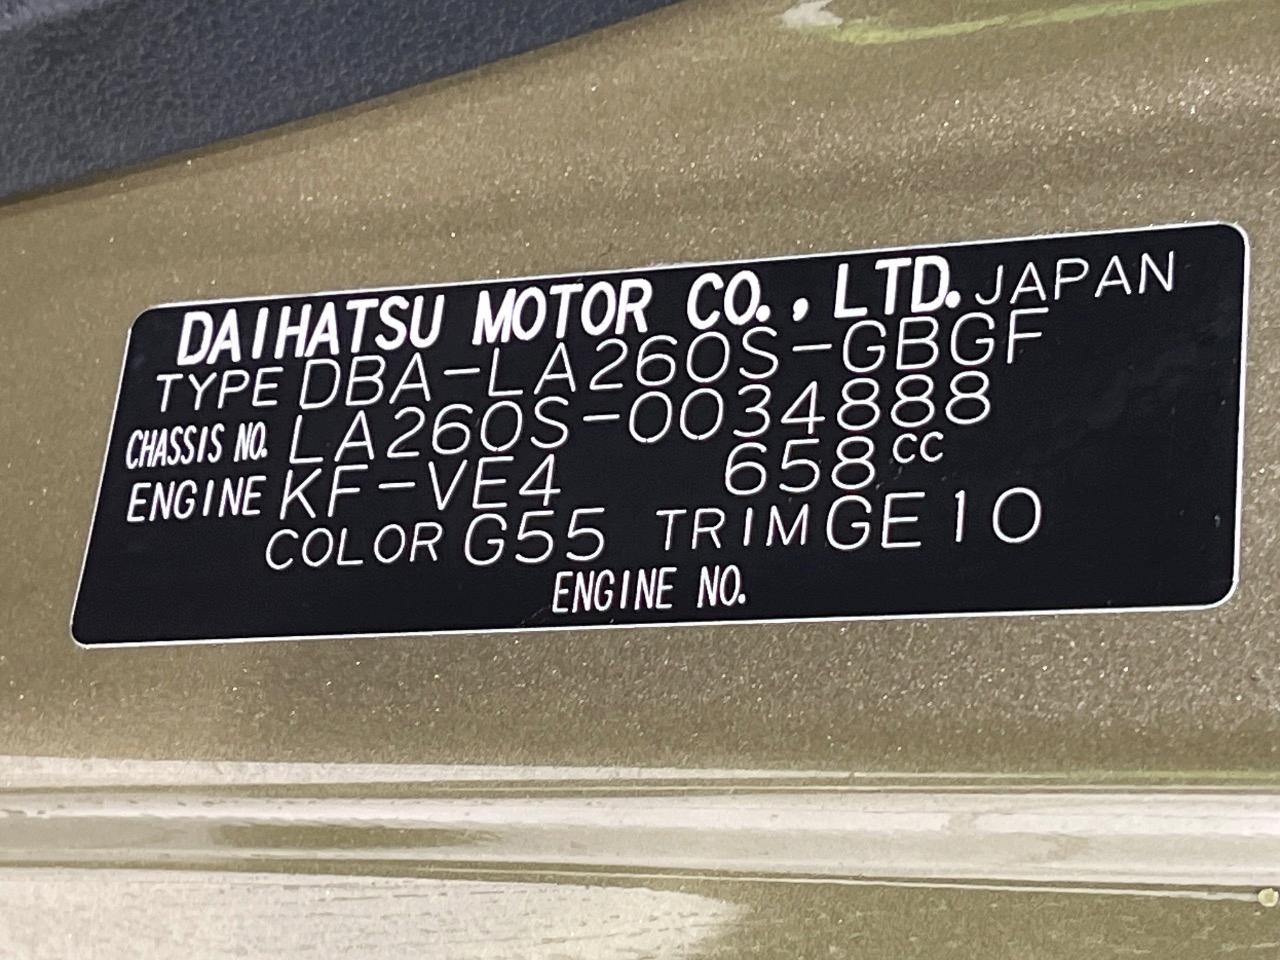 DAIHATSU MOTOR CO., LTD. JAPAN
TYPE DBA-LA260S-GBGF
CHASSIS NO. LA260S-0034888
ENGINE KF-VE4 658CC
COLOR G55 TRIM GE10
ENGINE NO.